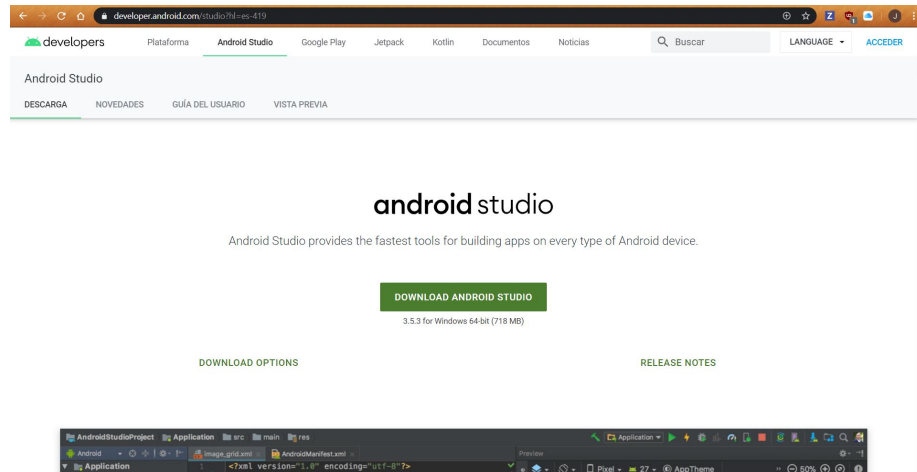 developer.android.com/studio?hl=es-419
developers Plataforma Android Studio Google Play Jetpack Kotlin Documentos Noticias Buscar LANGUAGE ACCEDER
Android Studio
DESCARGA NOVEDADES GUÍA DEL USUARIO VISTA PREVIA
android studio
Android Studio provides the fastest tools for building apps on every type of Android device.
DOWNLOAD ANDROID STUDIO
3.5.3 for Windows 64-bit (718 MB)
DOWNLOAD OPTIONS RELEASE NOTES
AndroidStudioProject Application src main res Application
Android image_grid.xml AndroidManifest.xml Preview
Application 1 <?xml version="1.0" encoding="utf-8"?> Pixel 27 AppTheme 50%